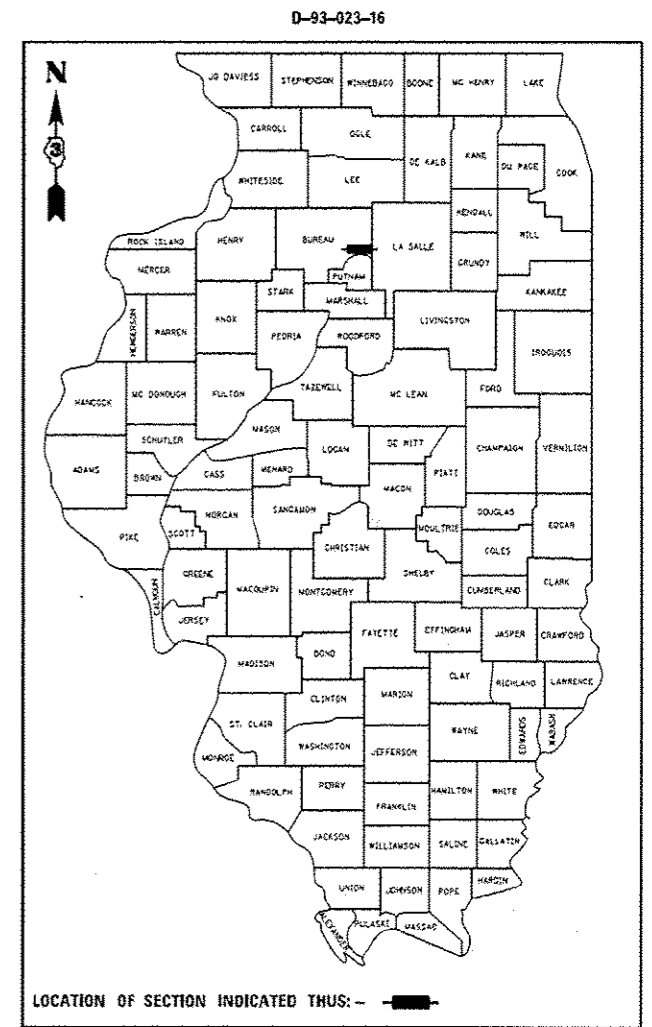 D-93-023-16
N
3
JO DAVIESS STEPHENSON WINNEBAGO BOONE MC HENRY LAKE
CARROLL OGLE
DE KALB KANE DU PAGE COOK
WHITESIDE LEE
KENDALL WILL
ROCK ISLAND HENRY BUREAU LA SALLE
MERCER PUTNAM GRUNDY
STARK MARSHALL KANKAKEE
HENDERSON WARREN KNOX PEORIA WOODFORD LIVINGSTON
IROQUOIS
HANCOCK MC DONOUGH FULTON TAZEWELL MC LEAN FORD
SCHUYLER MASON LOGAN DE WITT CHAMPAIGN VERMILION
ADAMS BROWN CASS MENARD MACON PIATT
PIKE SCOTT MORGAN SANGAMON CHRISTIAN MOULTRIE DOUGLAS EDGAR
COLES
CALHOUN GREENE MACOUPIN MONTGOMERY SHELBY CUMBERLAND CLARK
JERSEY
FAYETTE EFFINGHAM JASPER CRAWFORD
MADISON BOND
CLINTON MARION CLAY RICHLAND LAWRENCE
ST. CLAIR WAYNE EDWARDS WABASH
MONROE WASHINGTON JEFFERSON
RANDOLPH PERRY HAMILTON WHITE
FRANKLIN
JACKSON WILLIAMSON SALINE GALLATIN
UNION JOHNSON POPE HARDIN
ALEXANDER PULASKI MASSAC
LOCATION OF SECTION INDICATED THUS: -